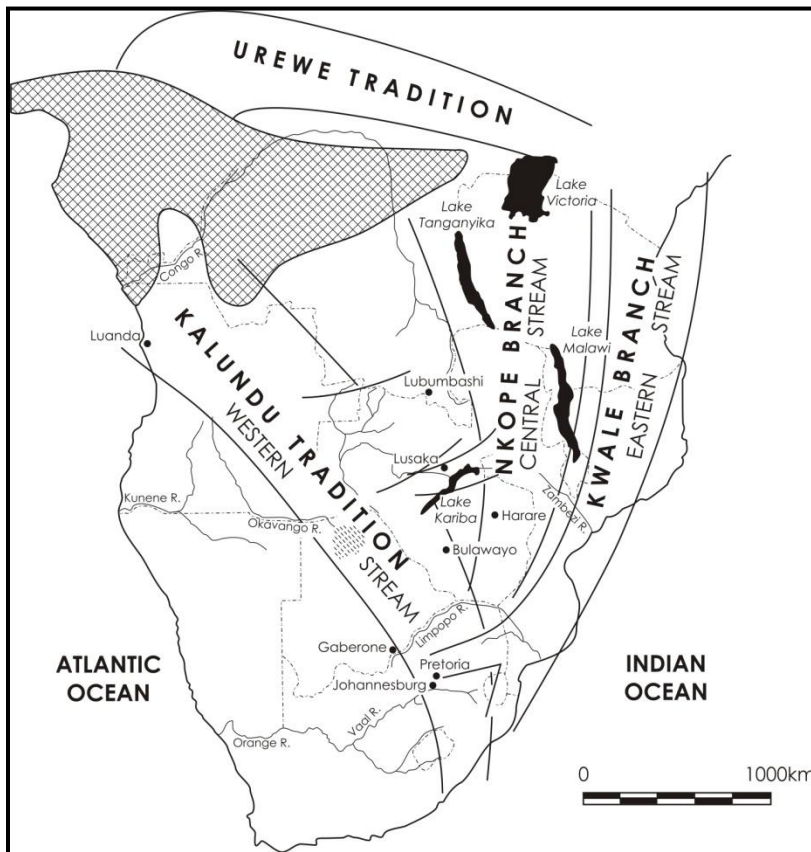 UREWE TRADITION
Lake
Victoria
Lake
Tanganyika
Congo R.
Luanda
KALUNDU TRADITION
WESTERN
STREAM
Lubumbashi
NKOPE BRANCH
CENTRAL
STREAM
Lake
Malawi
KWALE BRANCH
EASTERN
STREAM
Lusaka
Lake
Kariba
Harare
Zambezi R.
Kunene R.
Okavango R.
Bulawayo
Limpopo R.
Gaberone
Pretoria
Johannesburg
ATLANTIC
OCEAN
INDIAN
OCEAN
Vaal R.
Orange R.
0 1000km